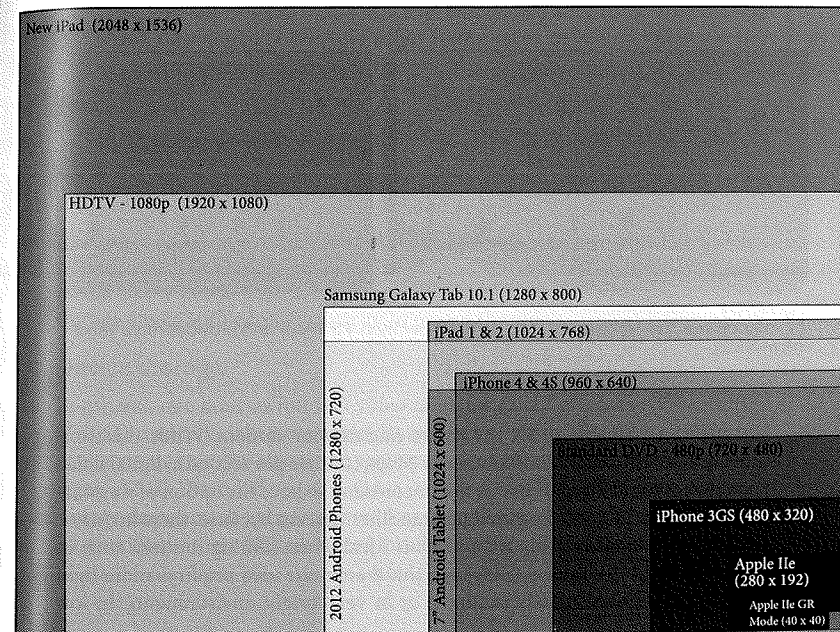 New iPad (2048 x 1536)
HDTV - 1080p (1920 x 1080)
Samsung Galaxy Tab 10.1 (1280 x 800)
iPad 1 & 2 (1024 x 768)
2012 Android Phones (1280 x 720)
iPhone 4 & 4S (960 x 640)
7" Android Tablet (1024 x 600)
Standard DVD - 480p (720 x 480)
iPhone 3GS (480 x 320)
Apple IIe
(280 x 192)
Apple IIe GR
Mode (40 x 40)